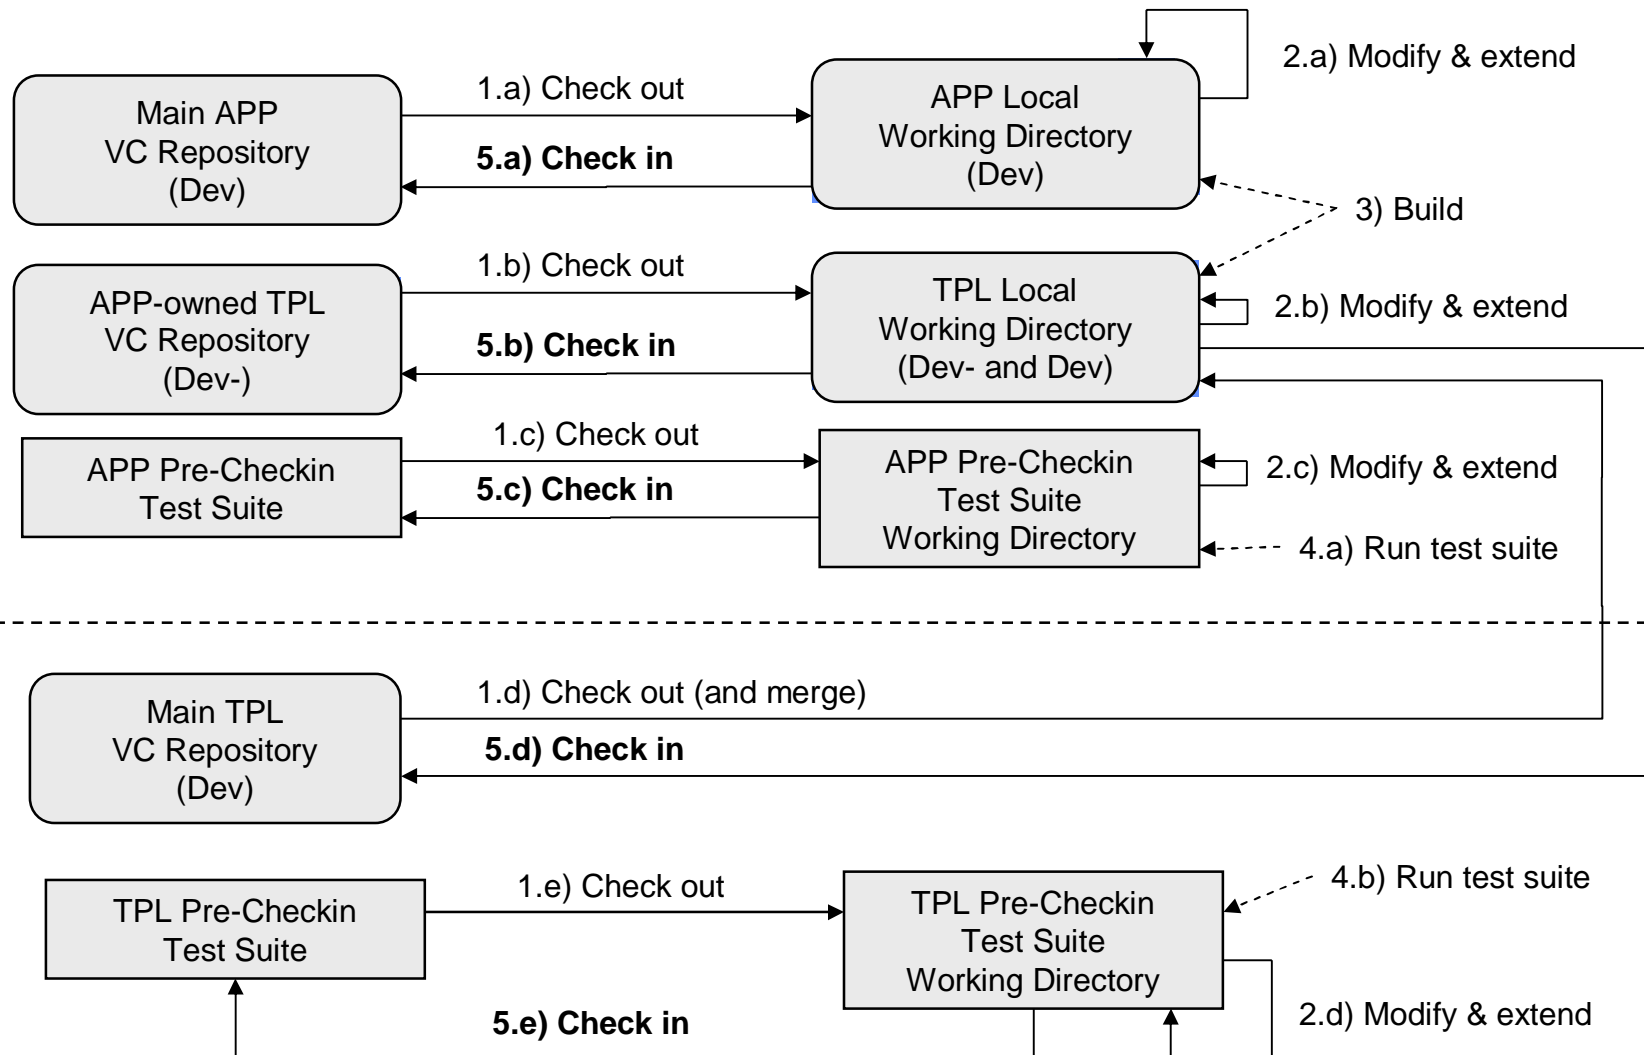 2.a) Modify & extend
Main APP
VC Repository
(Dev)
1.a) Check out
5.a) Check in
APP Local
Working Directory
(Dev)
3) Build
APP-owned TPL
VC Repository
(Dev-)
1.b) Check out
5.b) Check in
TPL Local
Working Directory
(Dev- and Dev)
2.b) Modify & extend
APP Pre-Checkin
Test Suite
1.c) Check out
5.c) Check in
APP Pre-Checkin
Test Suite
Working Directory
2.c) Modify & extend
4.a) Run test suite
Main TPL
VC Repository
(Dev)
1.d) Check out (and merge)
5.d) Check in
TPL Pre-Checkin
Test Suite
1.e) Check out
5.e) Check in
TPL Pre-Checkin
Test Suite
Working Directory
4.b) Run test suite
2.d) Modify & extend